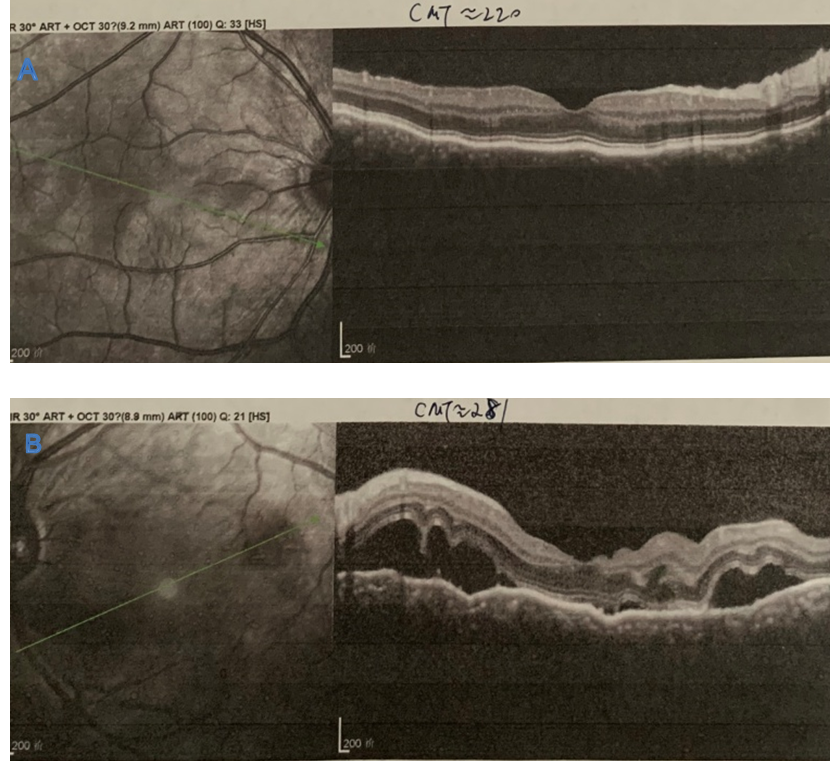 CMT ≈220
R 30° ART + OCT 30?(9.2 mm) ART (100) Q: 33 [HS]
A
200
200
CMT≈281
IR 30° ART + OCT 30?(8.9 mm) ART (100) Q: 21 [HS]
B
200
200